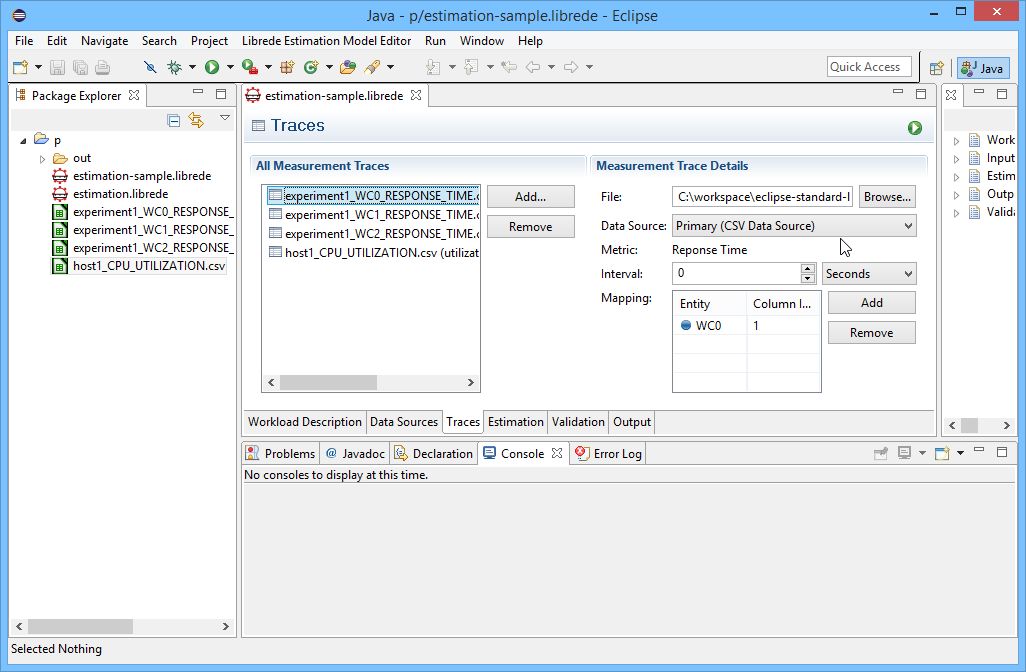 Java - p/estimation-sample.librede - Eclipse
File Edit Navigate Search Project Librede Estimation Model Editor Run Window Help
Quick Access Java
Package Explorer
p
out
estimation-sample.librede
estimation.librede
experiment1_WC0_RESPONSE_
experiment1_WC1_RESPONSE_
experiment1_WC2_RESPONSE_
host1_CPU_UTILIZATION.csv
estimation-sample.librede
Traces
All Measurement Traces
experiment1_WC0_RESPONSE_TIME.c
experiment1_WC1_RESPONSE_TIME.c
experiment1_WC2_RESPONSE_TIME.c
host1_CPU_UTILIZATION.csv (utilizat
Add...
Remove
Measurement Trace Details
File: C:\workspace\eclipse-standard-l Browse...
Data Source: Primary (CSV Data Source)
Metric: Reponse Time
Interval: 0 Seconds
Mapping:
Entity Column I...
WC0 1
Add
Remove
Workload Description Data Sources Traces Estimation Validation Output
Work
Input
Estim
Outp
Valida
Problems @ Javadoc Declaration Console Error Log
No consoles to display at this time.
Selected Nothing